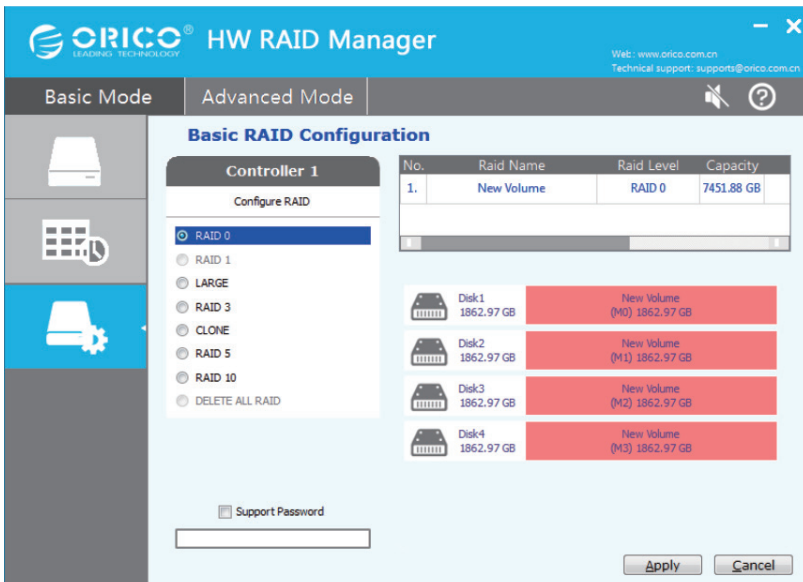 ORICO® HW RAID Manager
LEADING TECHNOLOGY
Web: www.orico.com.cn
Technical support: supports@orico.com.cn
Basic Mode
Advanced Mode
Basic RAID Configuration
Controller 1
Configure RAID
RAID 0
RAID 1
LARGE
RAID 3
CLONE
RAID 5
RAID 10
DELETE ALL RAID
Support Password
No. Raid Name Raid Level Capacity
1. New Volume RAID 0 7451.88 GB
Disk1 New Volume
1862.97 GB (M0) 1862.97 GB
Disk2 New Volume
1862.97 GB (M1) 1862.97 GB
Disk3 New Volume
1862.97 GB (M2) 1862.97 GB
Disk4 New Volume
1862.97 GB (M3) 1862.97 GB
Apply Cancel